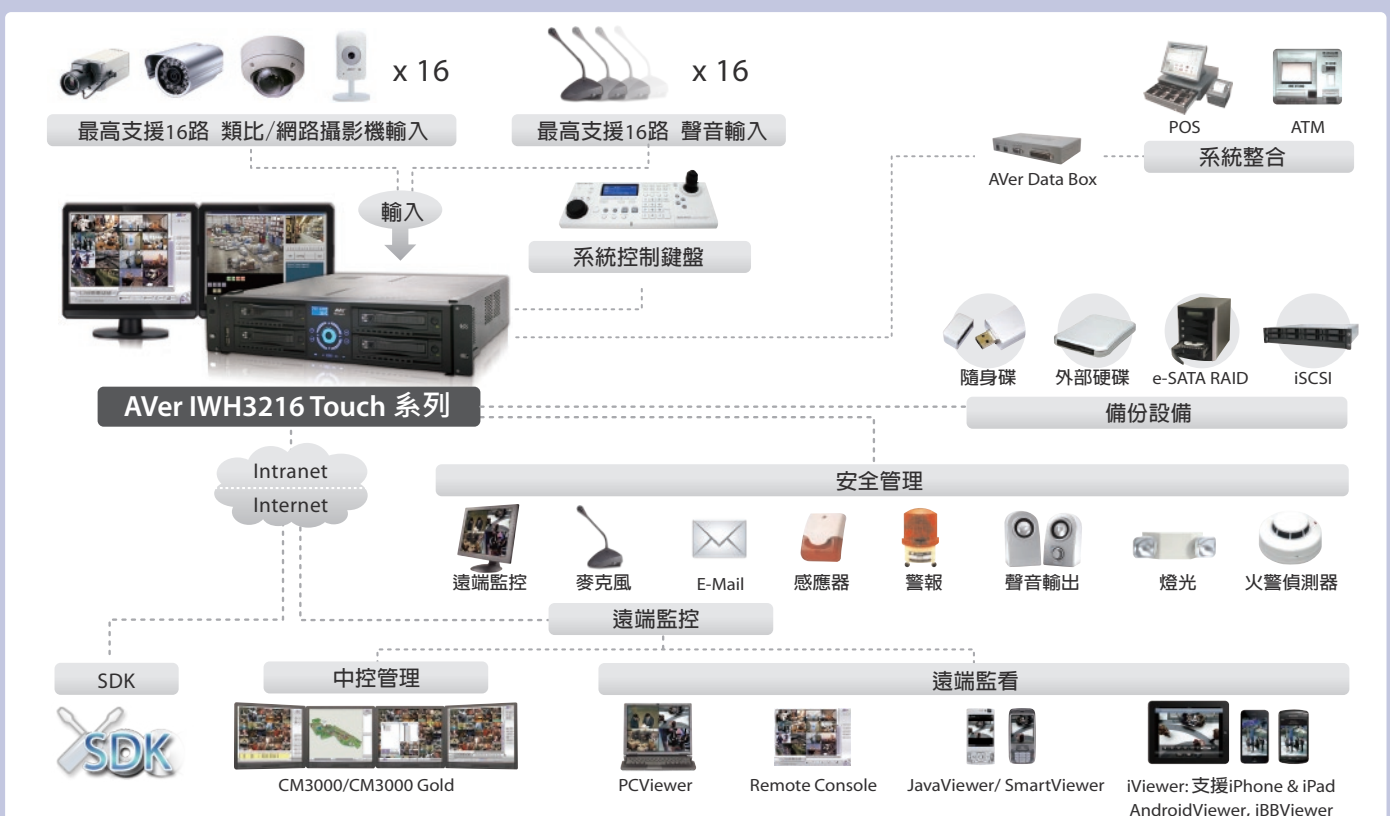 x 16
x 16
最高支援16路 類比/網路攝影機輸入
最高支援16路 聲音輸入
POS
ATM
系統整合
AVer Data Box
輸入
系統控制鍵盤
隨身碟
外部硬碟
e-SATA RAID
iSCSI
備份設備
AVer IWH3216 Touch 系列
Intranet
Internet
安全管理
遠端監控
麥克風
E-Mail
感應器
警報
聲音輸出
燈光
火警偵測器
遠端監控
SDK
中控管理
遠端監看
SDK
CM3000/CM3000 Gold
PCViewer
Remote Console
JavaViewer/ SmartViewer
iViewer: 支援iPhone & iPad
AndroidViewer, iBBViewer